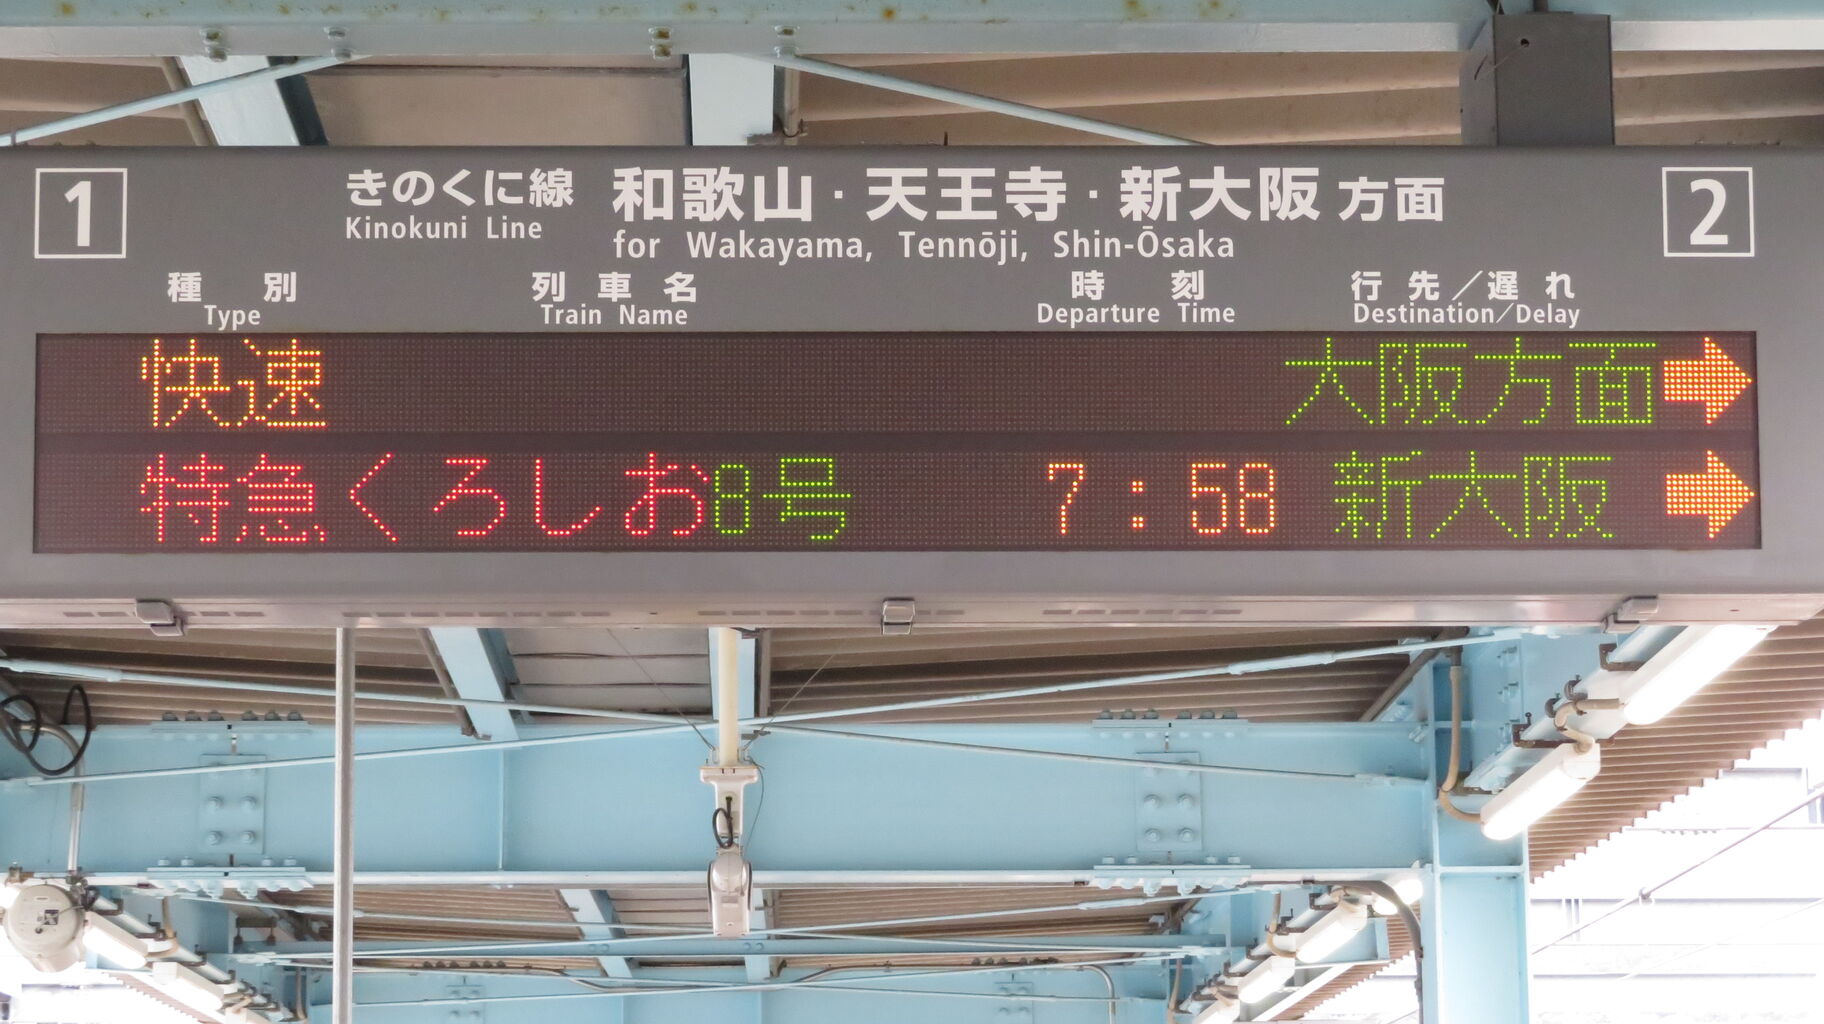 1
きのくに線 和歌山・天王寺・新大阪 方面
Kinokuni Line for Wakayama, Tennōji, Shin-Ōsaka
2
種別 列車名 時刻 行先／遅れ
Type Train Name Departure Time Destination／Delay
快速 大阪方面
特急くろしお8号 7:58 新大阪